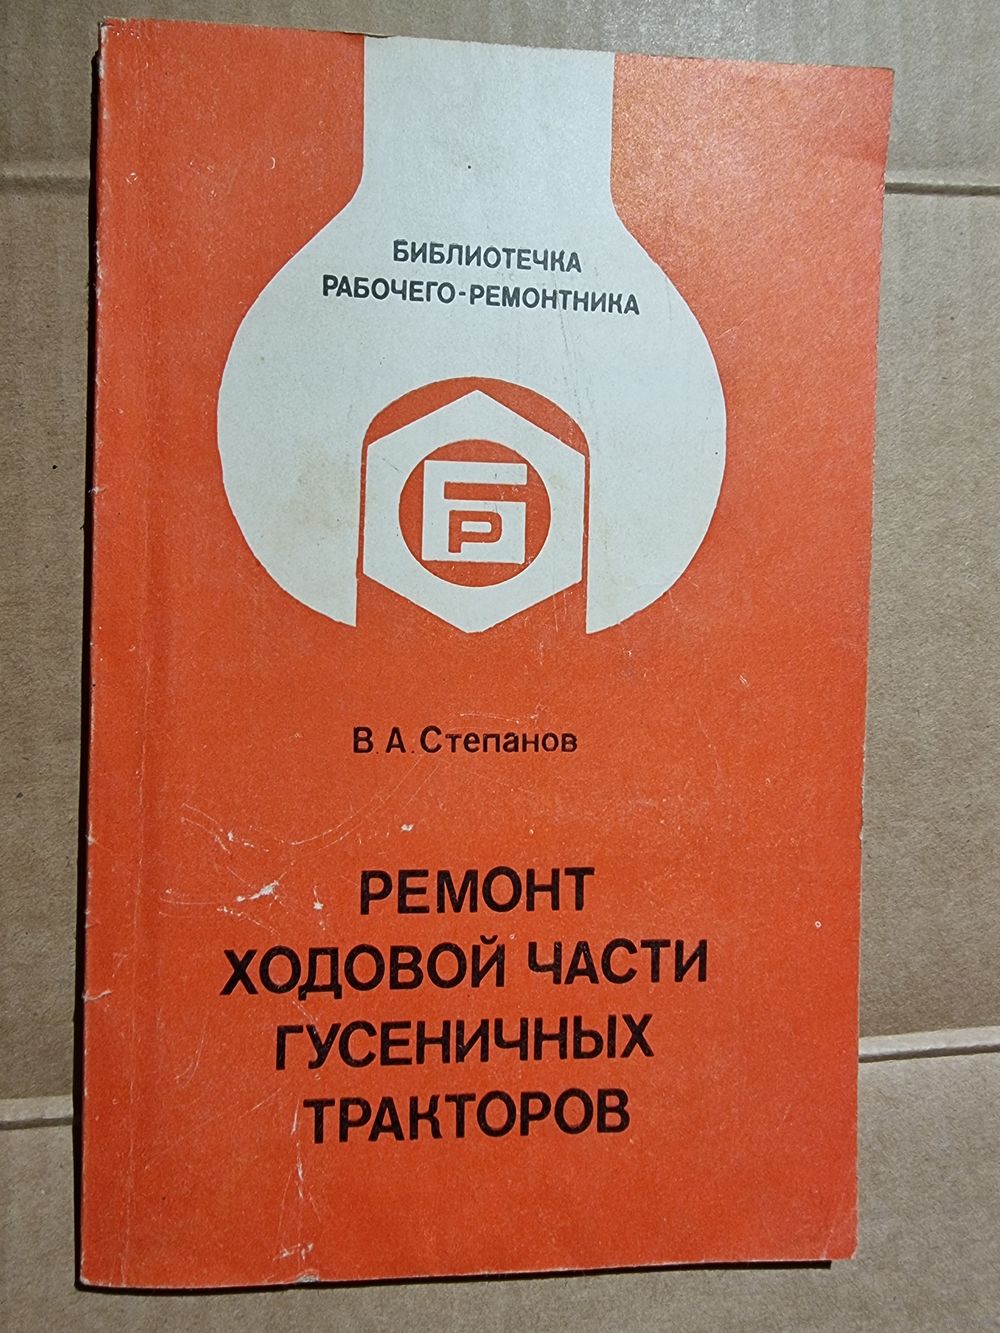 БИБЛИОТЕЧКА
РАБОЧЕГО-РЕМОНТНИКА
БР
В.А.Степанов
РЕМОНТ
ХОДОВОЙ ЧАСТИ
ГУСЕНИЧНЫХ
ТРАКТОРОВ